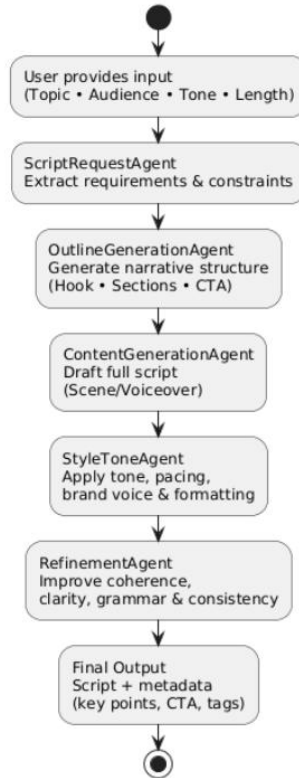 User provides input
(Topic • Audience • Tone • Length)
ScriptRequestAgent
Extract requirements & constraints
OutlineGenerationAgent
Generate narrative structure
(Hook • Sections • CTA)
ContentGenerationAgent
Draft full script
(Scene/Voiceover)
StyleToneAgent
Apply tone, pacing,
brand voice & formatting
RefinementAgent
Improve coherence,
clarity, grammar & consistency
Final Output
Script + metadata
(key points, CTA, tags)